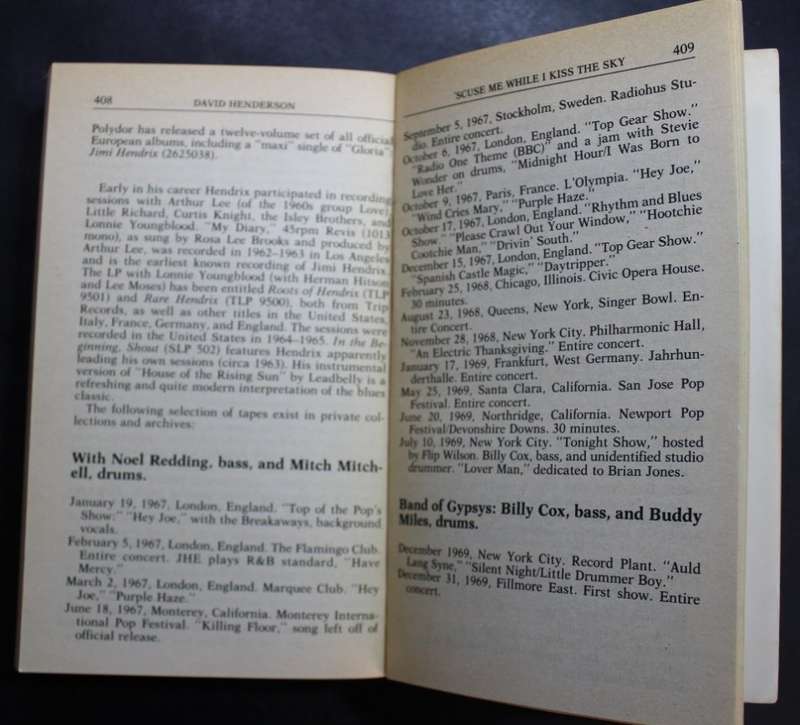 408
DAVID HENDERSON
Polydor has released a twelve-volume set of all official
European albums, including a "maxi" single of "Gloria":
Jimi Hendrix (2625038).
Early in his career Hendrix participated in recording
sessions with Arthur Lee (of the 1960s group Love),
Little Richard, Curtis Knight, the Isley Brothers, and
Lonnie Youngblood. "My Diary," 45rpm Revis (1013
mono), as sung by Rosa Lee Brooks and produced by
Arthur Lee, was recorded in 1962–1963 in Los Angeles
and is the earliest known recording of Jimi Hendrix.
The LP with Lonnie Youngblood (with Herman Hitson
and Lee Moses) has been entitled Roots of Hendrix (TLP
9501) and Rare Hendrix (TLP 9500), both from Trip
Records, as well as other titles in the United States,
Italy, France, Germany, and England. The sessions were
recorded in the United States in 1964–1965. In the Be-
ginning, Shout (SLP 502) features Hendrix apparently
leading his own sessions (circa 1963). His instrumental
version of "House of the Rising Sun" by Leadbelly is a
refreshing and quite modern interpretation of the blues
classic.
The following selection of tapes exist in private col-
lections and archives:
With Noel Redding, bass, and Mitch Mitch-
ell, drums.
January 19, 1967, London, England. "Top of the Pop's
Show:" "Hey Joe," with the Breakaways, background
vocals.
February 5, 1967, London, England. The Flamingo Club.
Entire concert. JHE plays R&B standard, "Have
Mercy."
March 2, 1967, London, England. Marquee Club. "Hey
Joe," "Purple Haze."
June 18, 1967, Monterey, California. Monterey Interna-
tional Pop Festival. "Killing Floor," song left off of
official release.
'SCUSE ME WHILE I KISS THE SKY
409
September 5, 1967, Stockholm, Sweden. Radiohus Stu-
dio. Entire concert.
October 6, 1967, London, England. "Top Gear Show."
"Radio One Theme (BBC)" and a jam with Stevie
Wonder on drums, "Midnight Hour/I Was Born to
Love Her."
October 9, 1967, Paris, France. L'Olympia. "Hey Joe,"
"Wind Cries Mary," "Purple Haze."
October 17, 1967, London, England. "Rhythm and Blues
Show." "Please Crawl Out Your Window," "Hootchie
Cootchie Man," "Drivin' South."
December 15, 1967, London, England. "Top Gear Show."
"Spanish Castle Magic," "Daytripper."
February 25, 1968, Chicago, Illinois. Civic Opera House.
30 minutes.
August 23, 1968, Queens, New York, Singer Bowl. En-
tire Concert.
November 28, 1968, New York City. Philharmonic Hall,
"An Electric Thanksgiving." Entire concert.
January 17, 1969, Frankfurt, West Germany. Jahrhun-
derthalle. Entire concert.
May 25, 1969, Santa Clara, California. San Jose Pop
Festival. Entire concert.
June 20, 1969, Northridge, California. Newport Pop
Festival/Devonshire Downs. 30 minutes.
July 10, 1969, New York City. "Tonight Show," hosted
by Flip Wilson. Billy Cox, bass, and unidentified studio
drummer. "Lover Man," dedicated to Brian Jones.
Band of Gypsys: Billy Cox, bass, and Buddy
Miles, drums.
December 1969, New York City. Record Plant. "Auld
Lang Syne," "Silent Night/Little Drummer Boy."
December 31, 1969, Fillmore East. First show. Entire
concert.